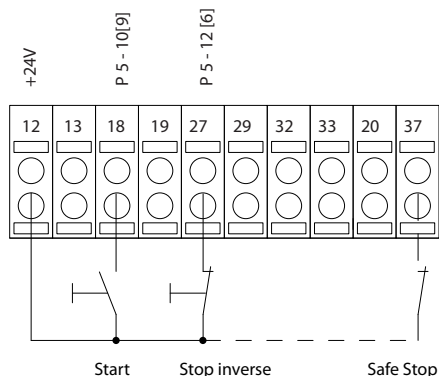 +24V
P 5 - 10[9]
P 5 - 12 [6]
12 13 18 19 27 29 32 33 20 37
Start Stop inverse Safe Stop